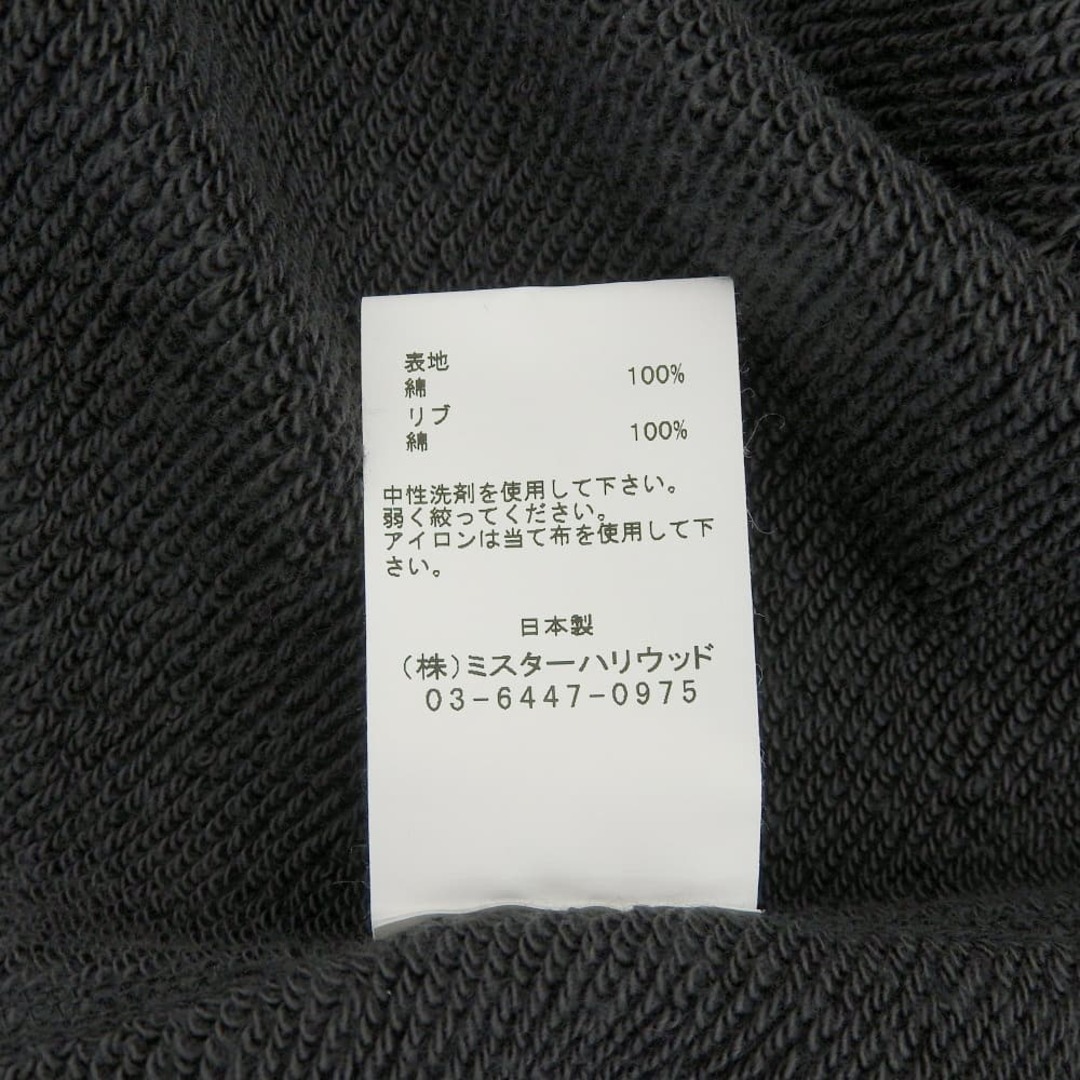 表地
綿 100%
リブ
綿 100%
中性洗剤を使用して下さい。
弱く絞ってください。
アイロンは当て布を使用して下
さい。
日本製
(株)ミスターハリウッド
03-6447-0975